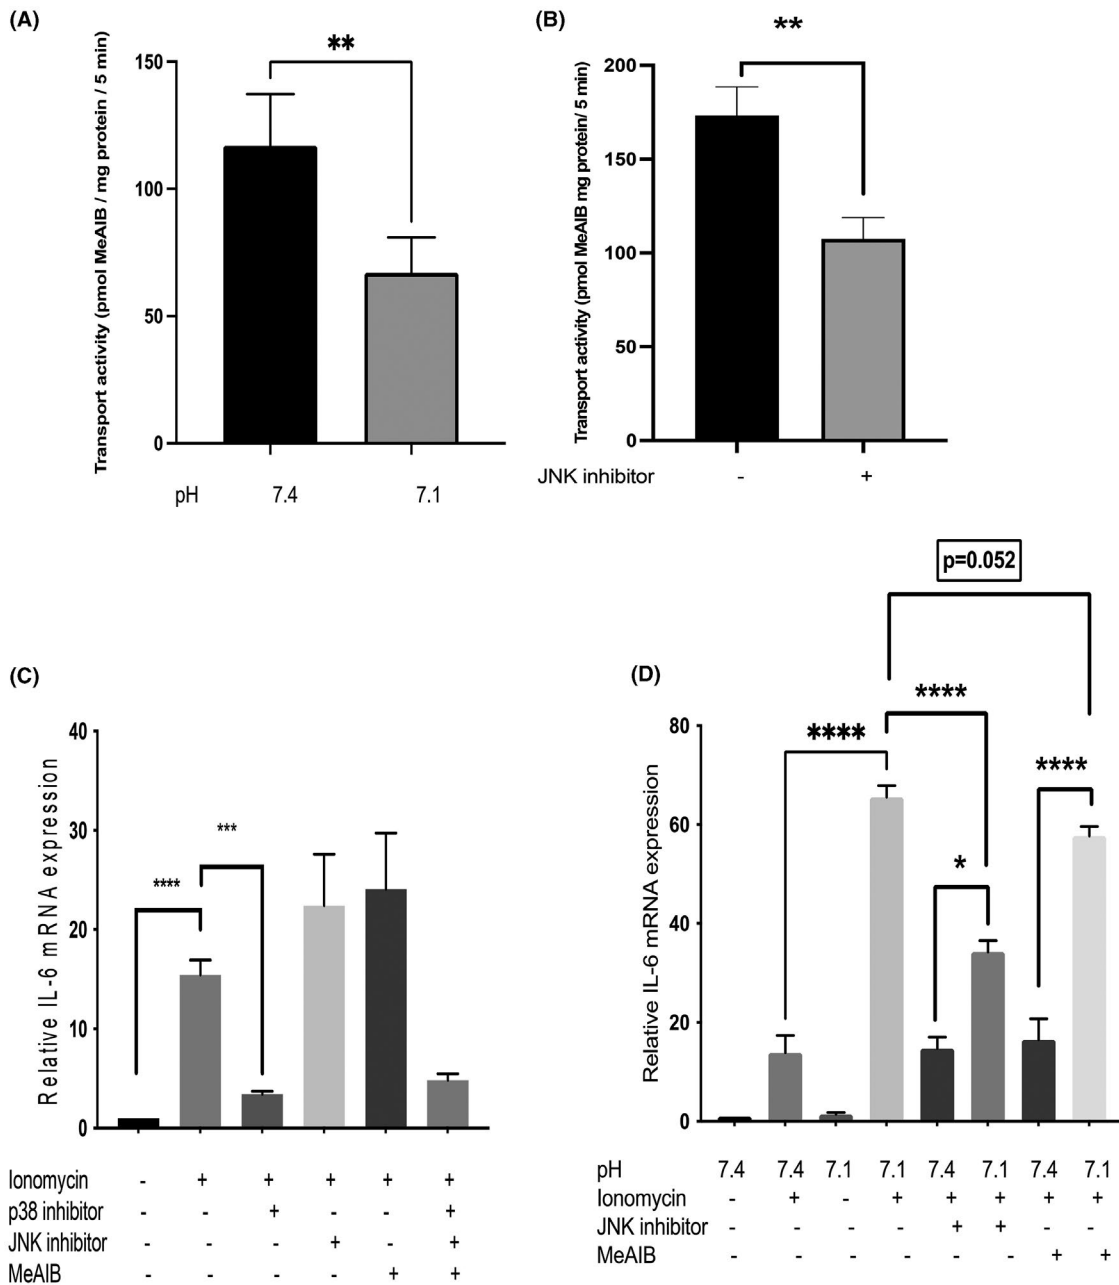 (A)
Transport activity (pmol MeAIB / mg protein / 5 min)
150
100
50
0
**
pH 7.4 7.1
(B)
Transport activity (pmol MeAIB mg protein/ 5 min)
200
150
100
50
0
**
JNK inhibitor - +
(C)
Relative IL-6 mRNA expression
40
30
20
10
0
****
***
Ionomycin - + + + + +
p38 inhibitor - - + - - +
JNK inhibitor - - - + - +
MeAIB - - - - + +
(D)
Relative IL-6 mRNA expression
80
60
40
20
0
p=0.052
****
****
****
*
pH 7.4 7.4 7.1 7.1 7.4 7.1 7.4 7.1
Ionomycin - + - + + + + +
JNK inhibitor - - - - + + - -
MeAIB - - - - - - + +